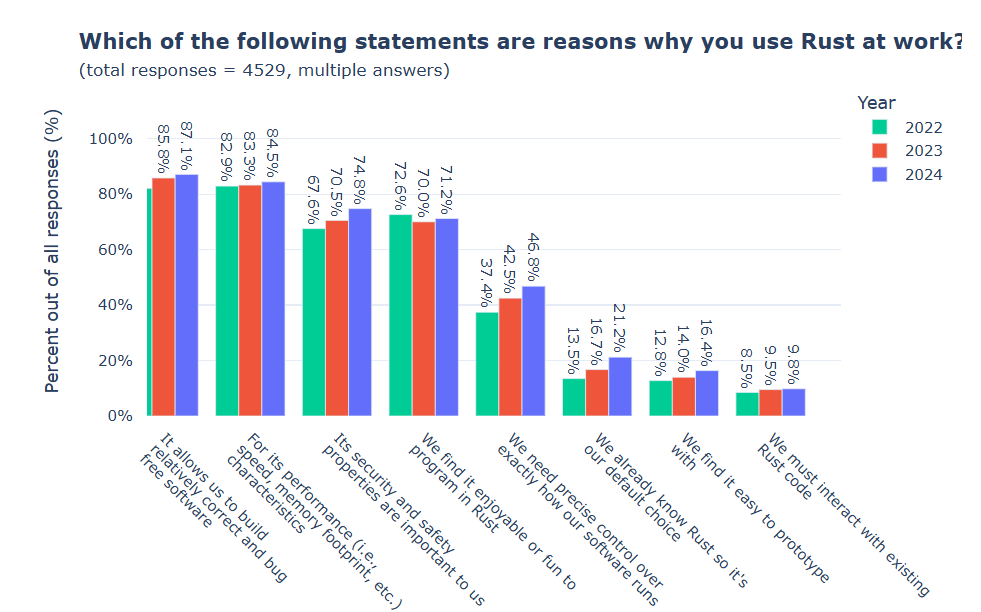 Which of the following statements are reasons why you use Rust at work?
(total responses = 4529, multiple answers)
Year
2022
2023
2024
Percent out of all responses (%)
100%
80%
60%
40%
20%
0%
85.8%
87.1%
82.9%
83.3%
84.5%
67.6%
70.5%
74.8%
72.6%
70.0%
71.2%
37.4%
42.5%
46.8%
13.5%
16.7%
21.2%
12.8%
14.0%
16.4%
8.5%
9.5%
9.8%
It allows us to build
relatively correct and bug
free software
For its performance (i.e.,
speed, memory footprint, etc.)
characteristics
Its security and safety
properties are important to us
We find it enjoyable or fun to
program in Rust
We need precise control over
exactly how our software runs
We already know Rust so it's
our default choice
We find it easy to prototype
with
We must interact with existing
Rust code